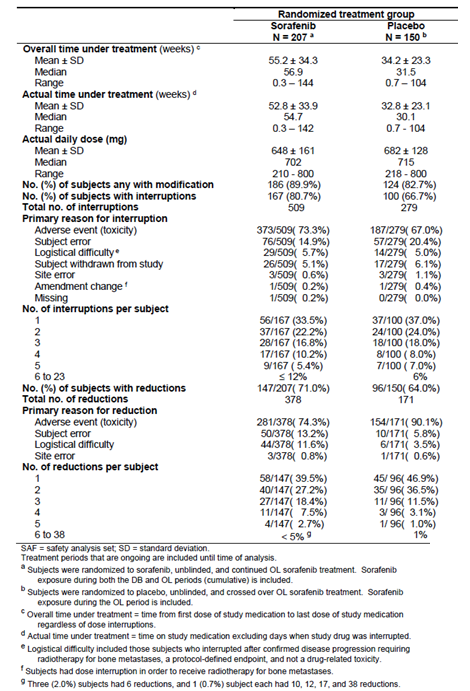 Randomized treatment group
Sorafenib Placebo
N = 207 a N = 150 b
Overall time under treatment (weeks) c
Mean ± SD 55.2 ± 34.3 34.2 ± 23.3
Median 56.9 31.5
Range 0.3 – 144 0.7 – 104
Actual time under treatment (weeks) d
Mean ± SD 52.8 ± 33.9 32.8 ± 23.1
Median 54.7 30.1
Range 0.3 – 142 0.7 - 104
Actual daily dose (mg)
Mean ± SD 648 ± 161 682 ± 128
Median 702 715
Range 210 - 800 218 - 800
No. (%) of subjects any with modification 186 (89.9%) 124 (82.7%)
No. (%) of subjects with interruptions 167 (80.7%) 100 (66.7%)
Total no. of interruptions 509 279
Primary reason for interruption
Adverse event (toxicity) 373/509 ( 73.3%) 187/279 ( 67.0%)
Subject error 76/509 ( 14.9%) 57/279 ( 20.4%)
Logistical difficulty e 29/509( 5.7%) 14/279( 5.0%)
Subject withdrawn from study 26/509( 5.1%) 17/279( 6.1%)
Site error 3/509( 0.6%) 3/279( 1.1%)
Amendment change f 1/509( 0.2%) 1/279( 0.4%)
Missing 1/509( 0.2%) 0/279( 0.0%)
No. of interruptions per subject
1 56/167 (33.5%) 37/100 (37.0%)
2 37/167 (22.2%) 24/100 (24.0%)
3 28/167 (16.8%) 18/100 (18.0%)
4 17/167 (10.2%) 8/100 ( 8.0%)
5 9/167 ( 5.4%) 7/100 ( 7.0%)
6 to 23 ≤ 12% 6%
No. (%) of subjects with reductions 147/207( 71.0%) 96/150( 64.0%)
Total no. of reductions 378 171
Primary reason for reduction
Adverse event (toxicity) 281/378 ( 74.3%) 154/171( 90.1%)
Subject error 50/378 ( 13.2%) 10/171( 5.8%)
Logistical difficulty 44/378 ( 11.6%) 6/171( 3.5%)
Site error 3/378 ( 0.8%) 1/171( 0.6%)
No. of reductions per subject
1 58/147( 39.5%) 45/ 96( 46.9%)
2 40/147( 27.2%) 35/ 96( 36.5%)
3 27/147( 18.4%) 11/ 96( 11.5%)
4 11/147( 7.5%) 3/ 96( 3.1%)
5 4/147( 2.7%) 1/ 96( 1.0%)
6 to 38 < 5% g 1%
SAF = safety analysis set; SD = standard deviation.
Treatment periods that are ongoing are included until time of analysis.
a Subjects were randomized to sorafenib, unblinded, and continued OL sorafenib treatment. Sorafenib
exposure during both the DB and OL periods (cumulative) is included.
b Subjects were randomized to placebo, unblinded, and crossed over OL sorafenib treatment. Sorafenib
exposure during the OL period is included.
c Overall time under treatment = time from first dose of study medication to last dose of study medication
regardless of dose interruptions.
d Actual time under treatment = time on study medication excluding days when study drug was interrupted.
e Logistical difficulty included those subjects who interrupted after confirmed disease progression requiring
radiotherapy for bone metastases, a protocol-defined endpoint, and not a drug-related toxicity.
f Subjects had dose interruption in order to receive radiotherapy for bone metastases.
g Three (2.0%) subjects had 6 reductions, and 1 (0.7%) subject each had 10, 12, 17, and 38 reductions.